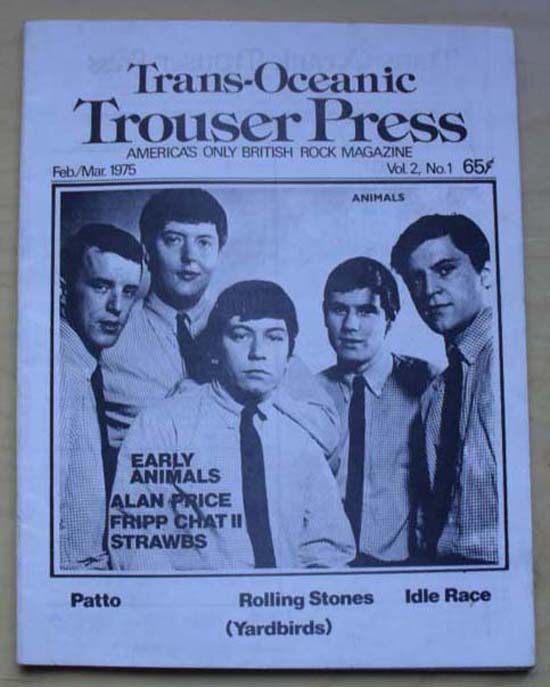 Trans-Oceanic
Trouser Press
AMERICA'S ONLY BRITISH ROCK MAGAZINE
Feb./Mar. 1975 Vol. 2, No.1 65¢
ANIMALS
EARLY
ANIMALS
ALAN PRICE
FRIPP CHAT II
STRAWBS
Patto Rolling Stones Idle Race
(Yardbirds)